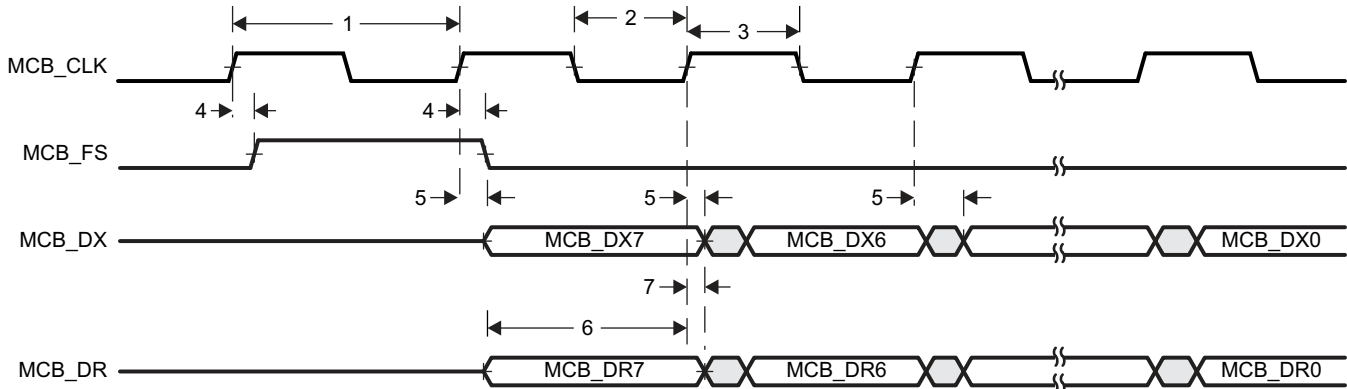 1
2
3
MCB_CLK
4
4
MCB_FS
5
5
5
MCB_DX
MCB_DX7
MCB_DX6
MCB_DX0
7
6
MCB_DR
MCB_DR7
MCB_DR6
MCB_DR0